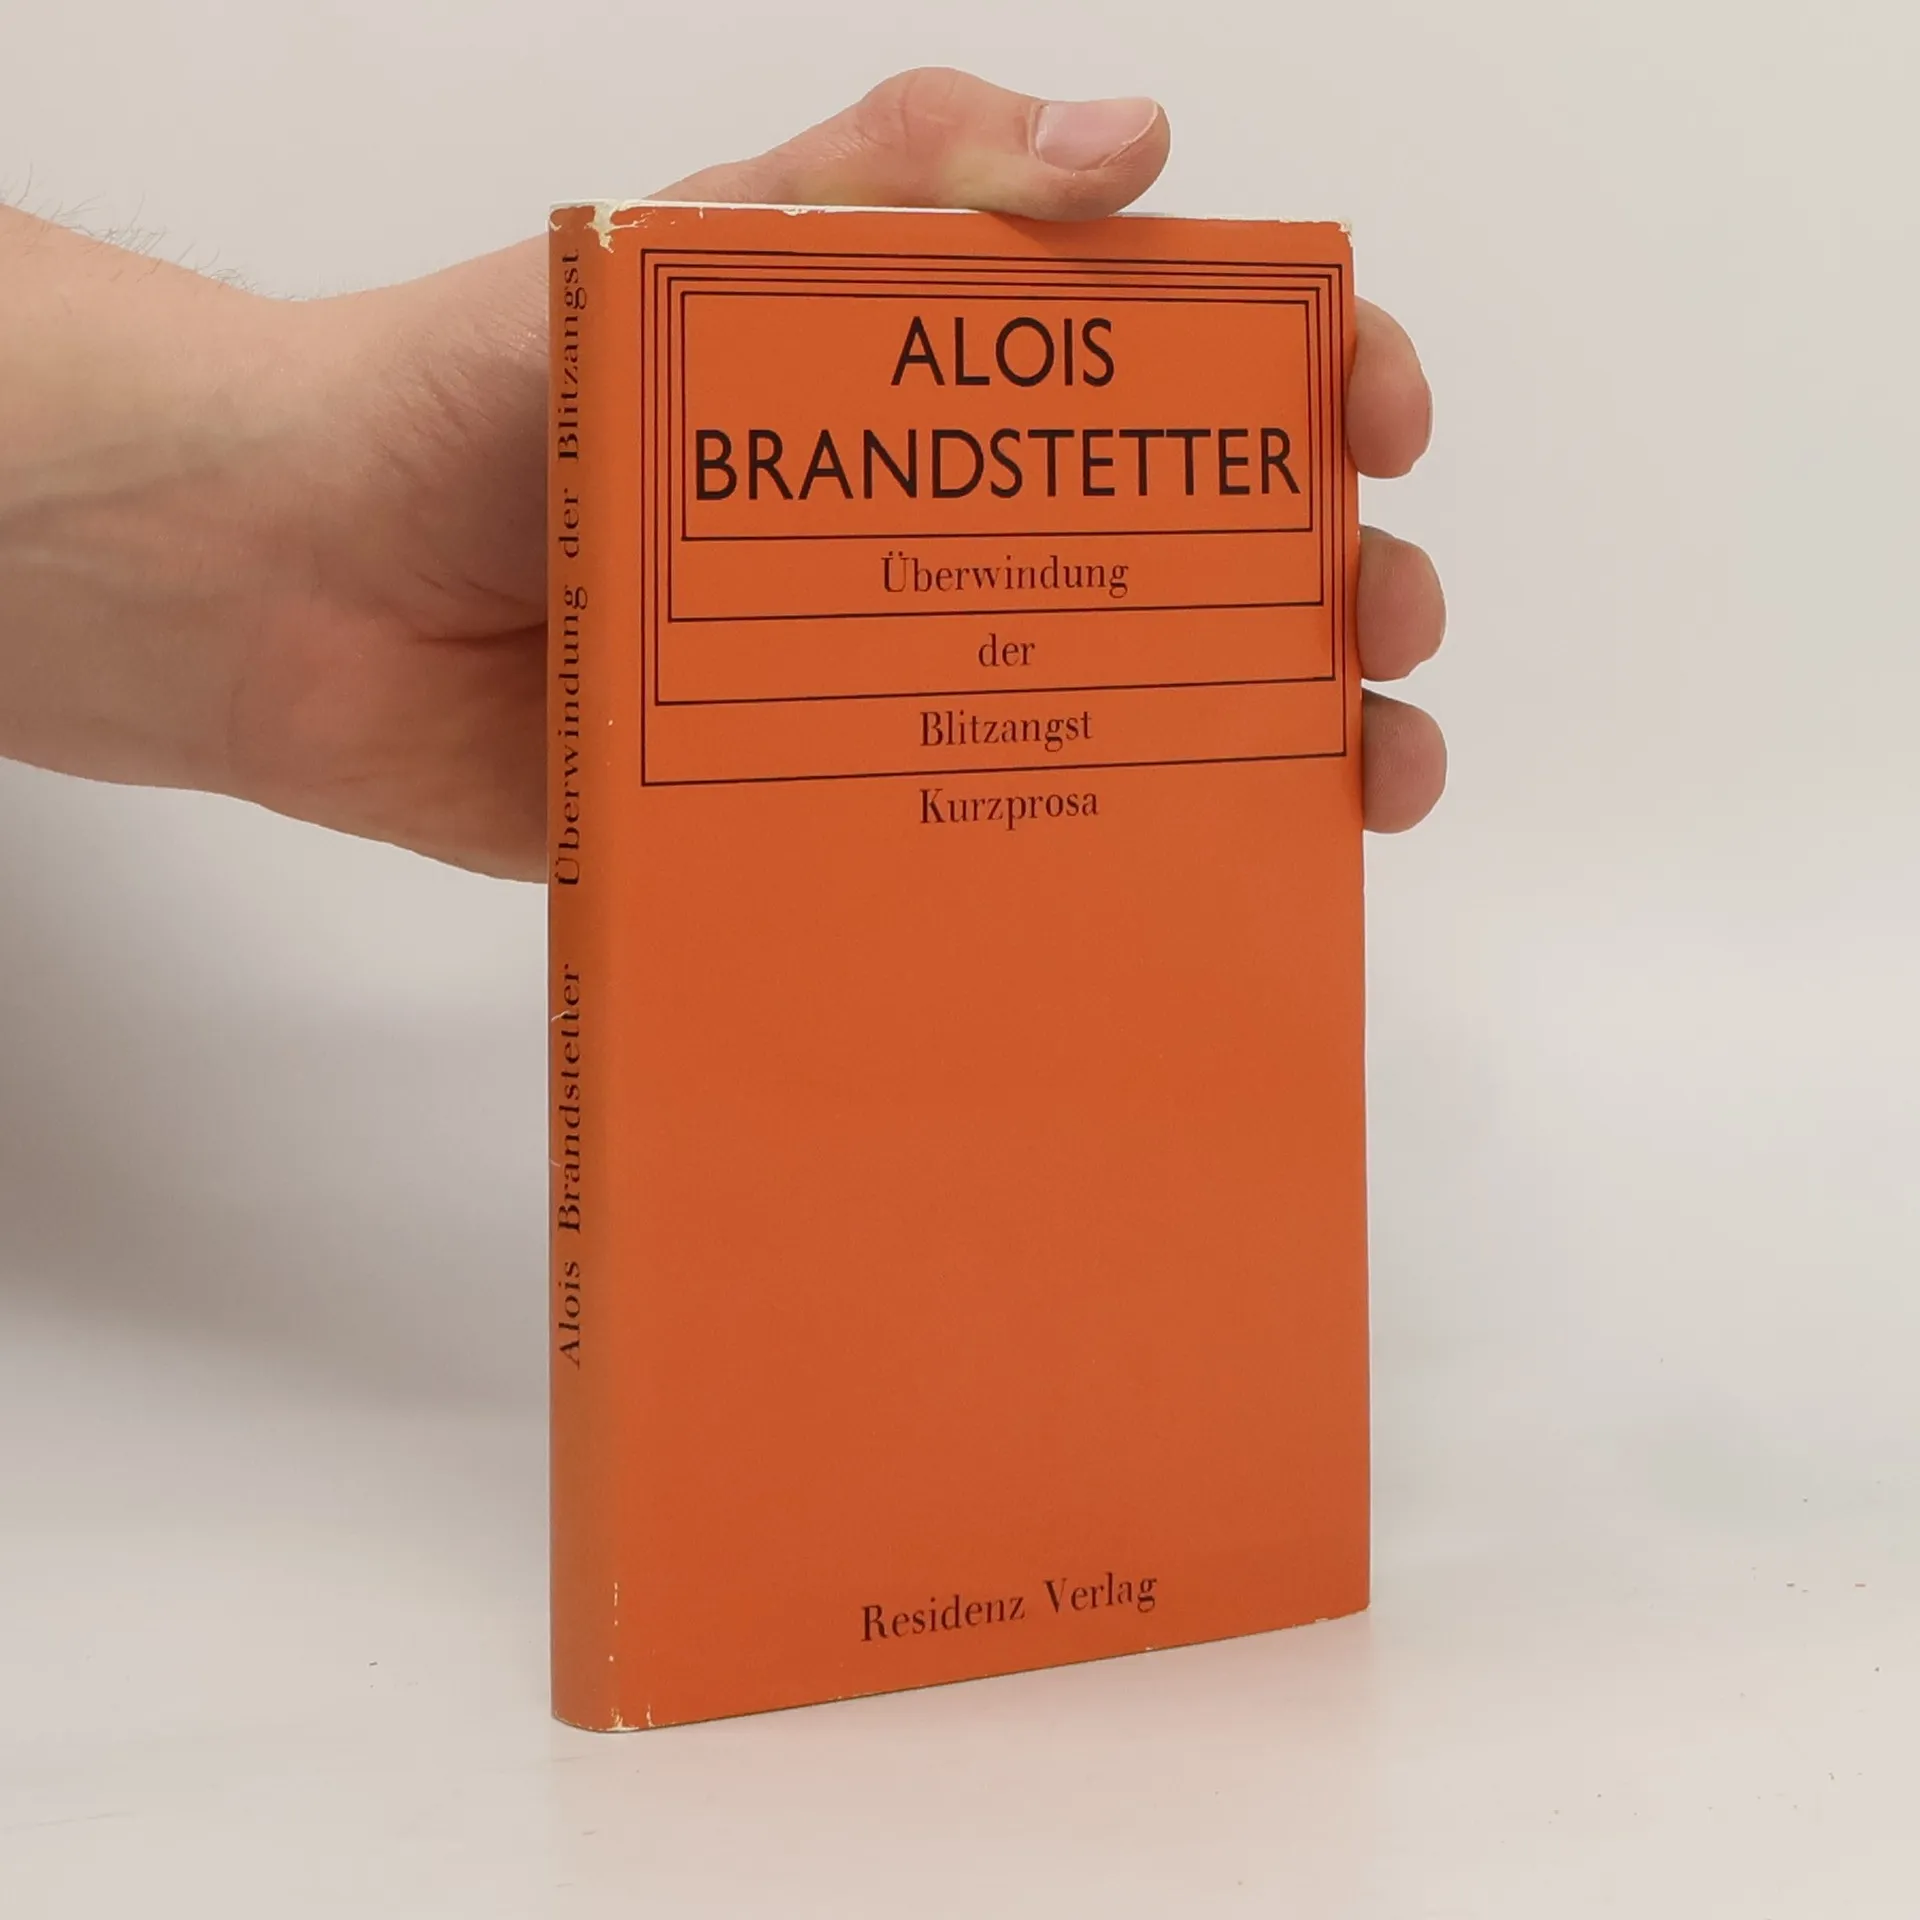 ALOIS
BRANDSTETTER
Überwindung
der
Blitzangst
Kurzprosa
Residenz Verlag
Alois Brandstetter Überwindung der Blitzangst